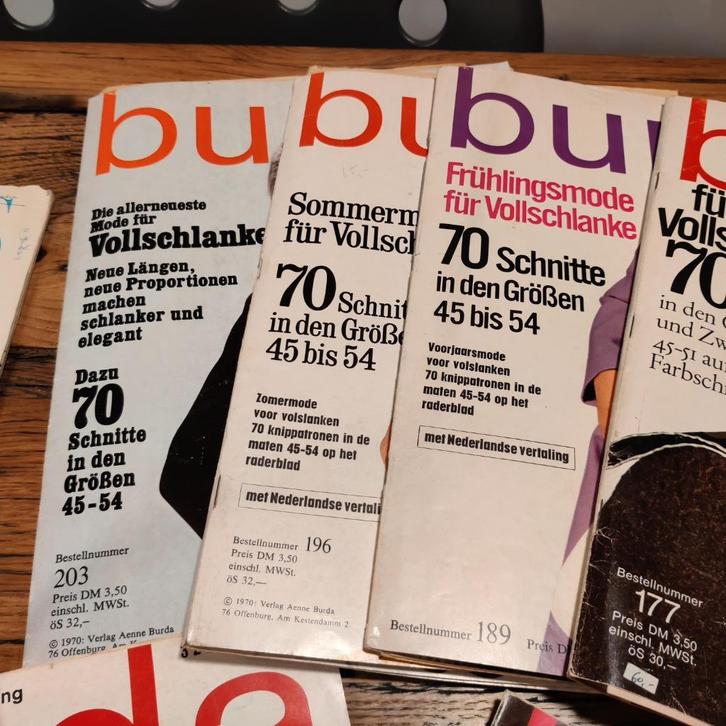 bu
Die allerneueste
Mode für
Vollschlanke
Neue Längen,
neue Proportionen
machen
schlanker und
elegant
Dazu
70
Schnitte
in den
Größen
45-54
Bestellnummer
203
Preis DM 3,50
einschl. MWSt.
öS 32,—
© 1970: Verlag Aenne Burda
76 Offenburg, Am K
bu
Sommerm
für Vollsch
70 Schnit
in den Größe
45 bis 54
Zomermode
voor volslanken
70 knippatronen in de
maten 45-54 op het
raderblad
met Nederlandse vertali
Bestellnummer 196
Preis DM 3,50
einschl. MWSt.
öS 32,—
© 1970: Verlag Aenne Burda
76 Offenburg, Am Kestendamm 2
bu
Frühlingsmode
für Vollschlanke
70 Schnitte
in den Größen
45 bis 54
Voorjaarsmode
voor volslanken
70 knippatronen in de
maten 45-54 op het
raderblad
met Nederlandse vertaling
Bestellnummer 189 Preis D
b
fü
Volls
70
in den G
und Zw
45-51 au
Farbsch
Bestellnummer
177
Preis DM 3,50
einschl. MWSt.
öS 30,—
60,-
ng
da